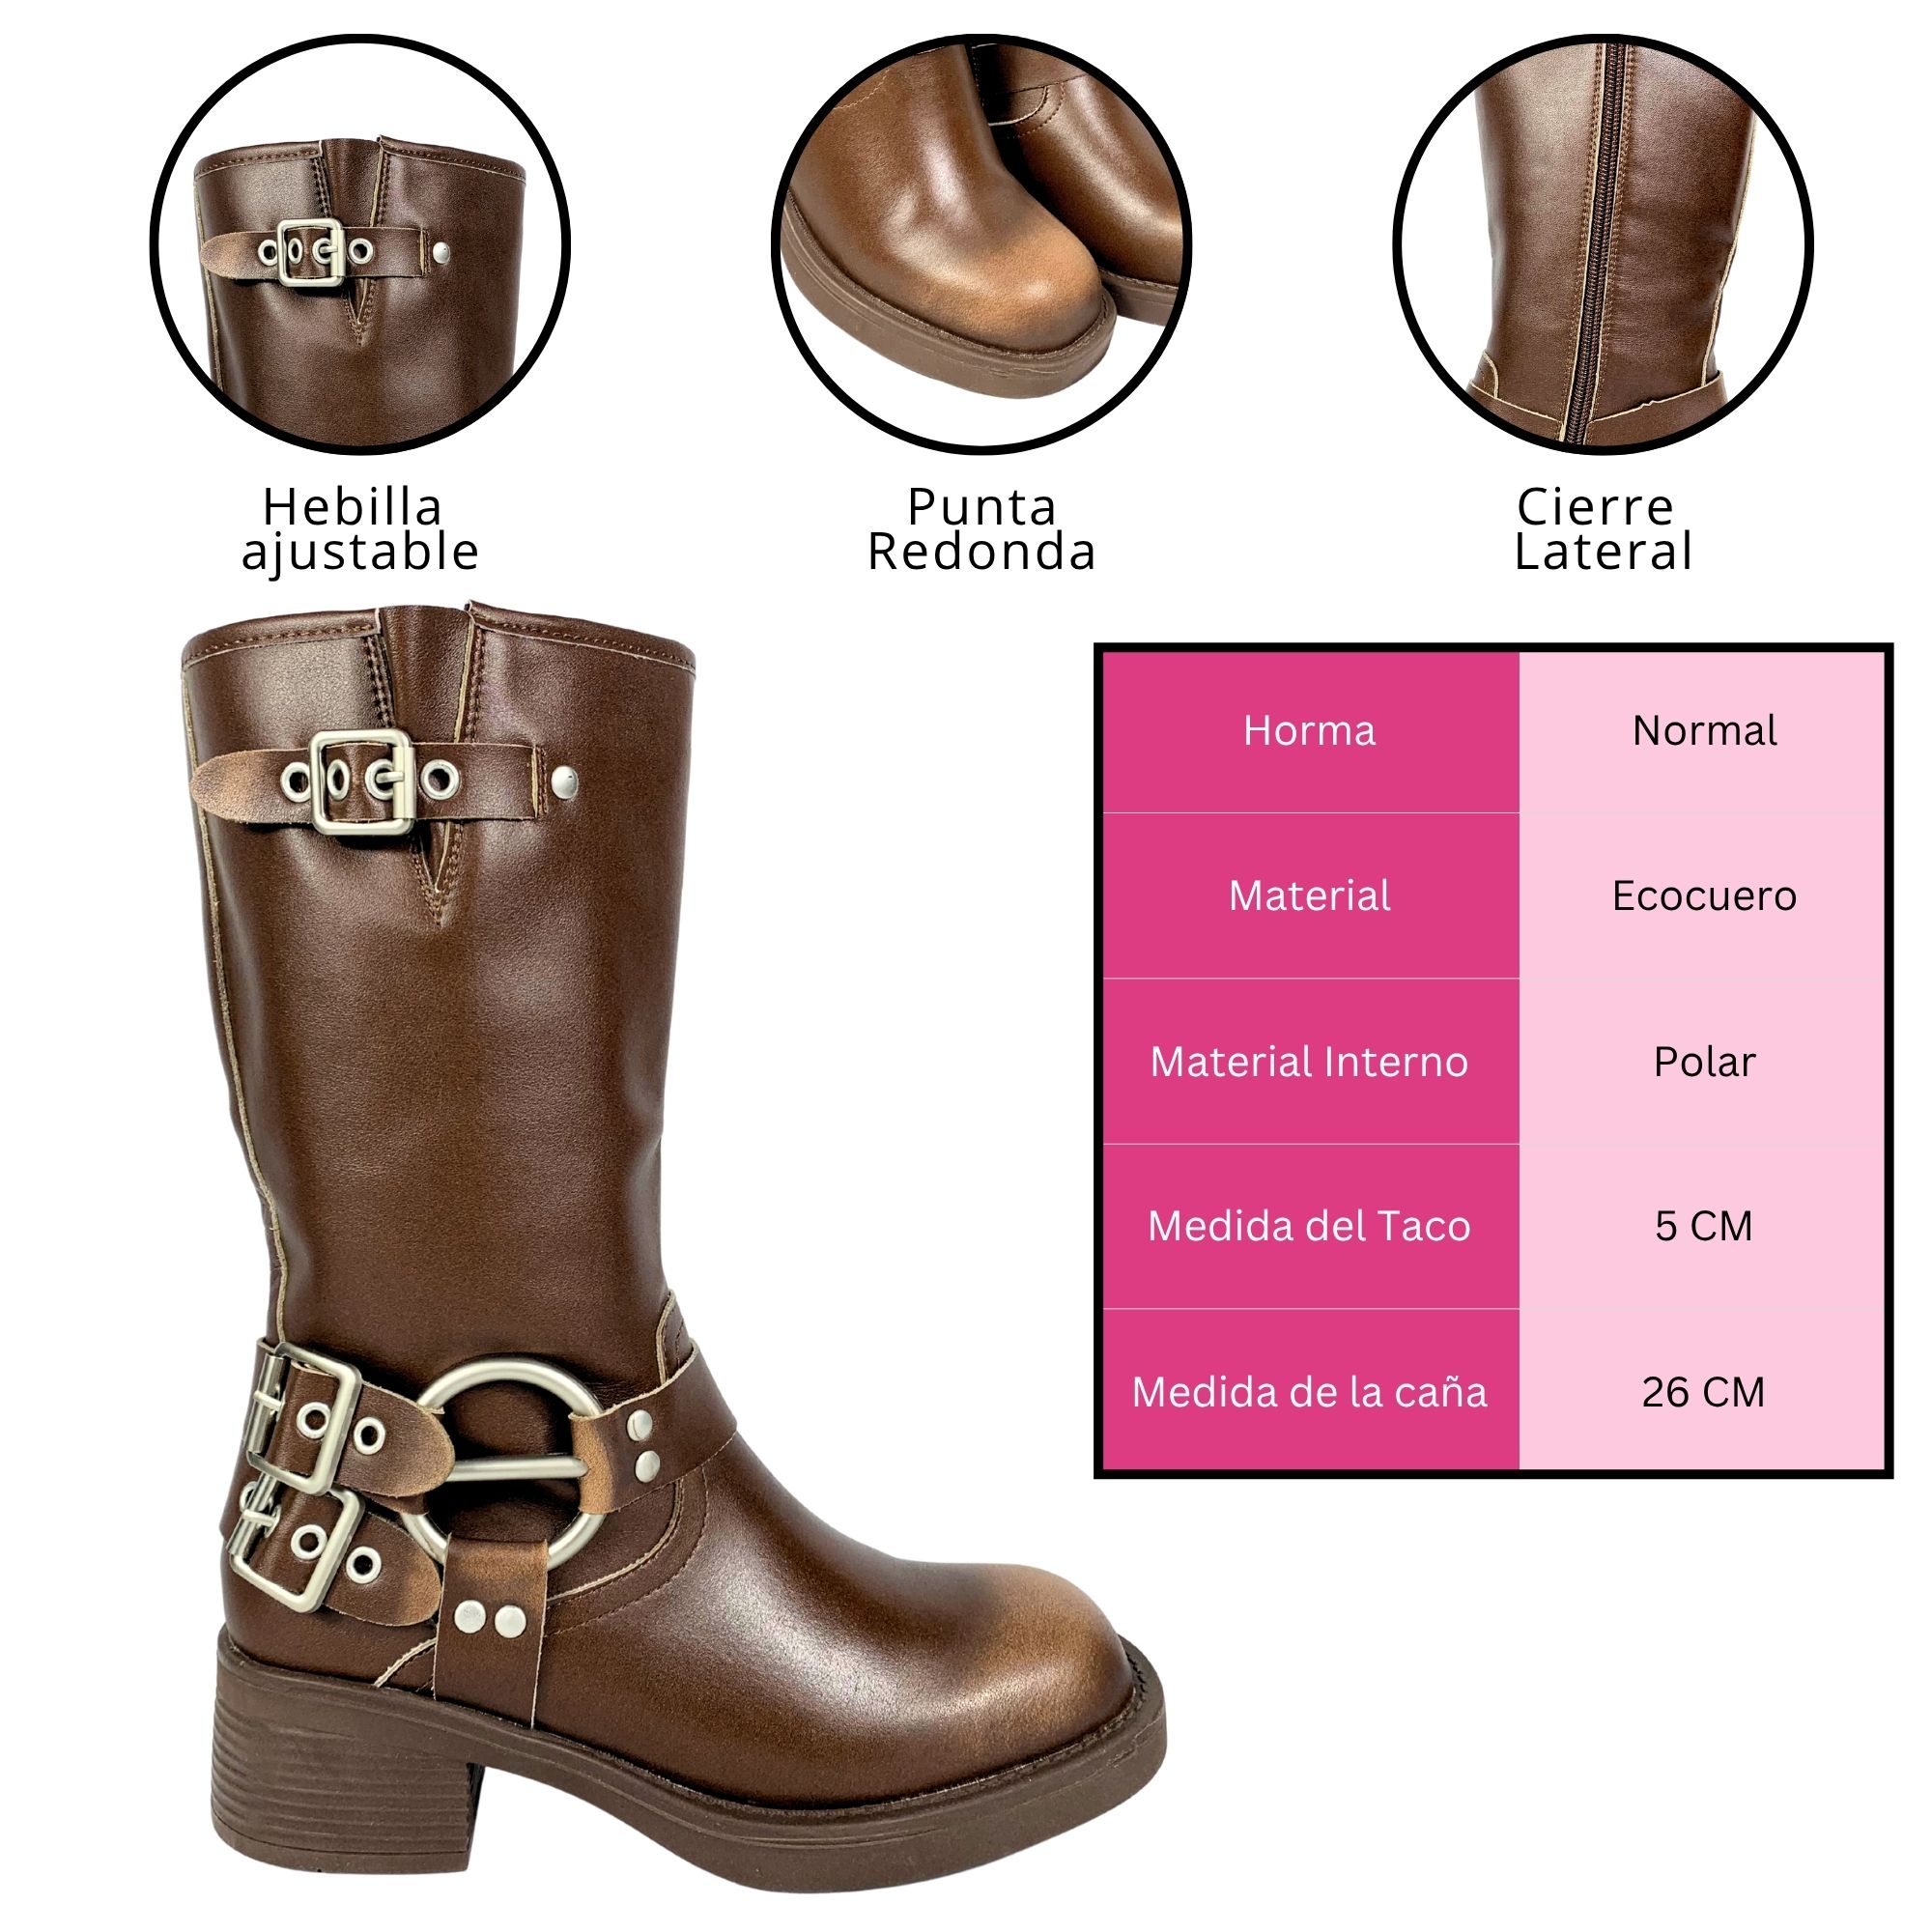 Hebilla
ajustable
Punta
Redonda
Cierre
Lateral
Horma Normal
Material Ecocuero
Material Interno Polar
Medida del Taco 5 CM
Medida de la caña 26 CM